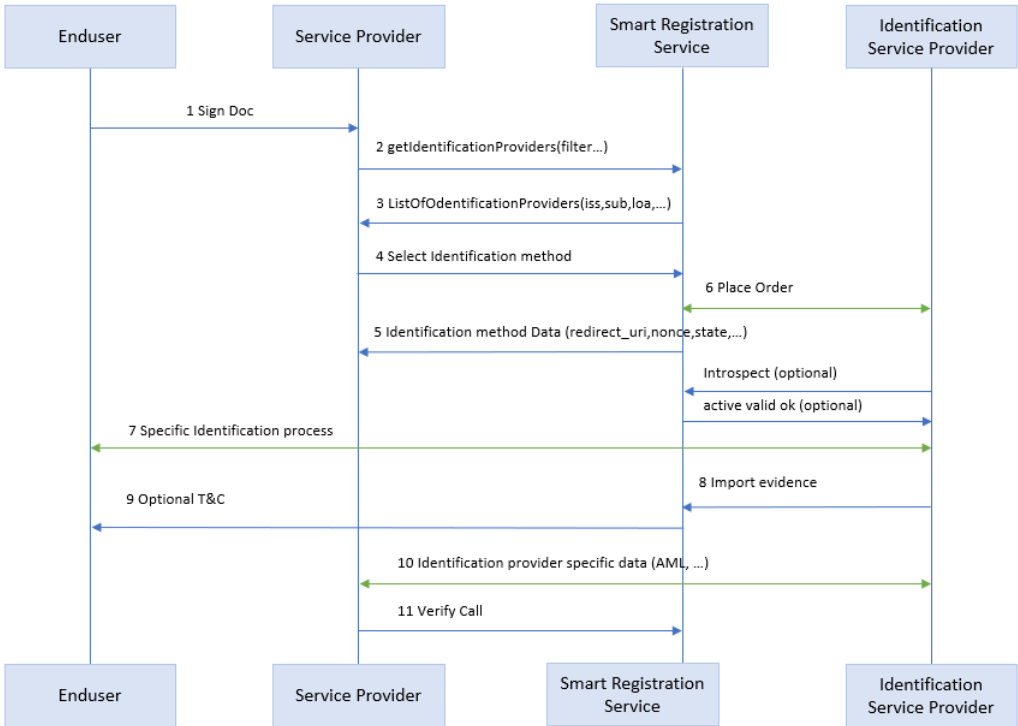 Enduser
Service Provider
Smart Registration
Service
Identification
Service Provider
1 Sign Doc
2 getIdentificationProviders(filter...)
3 ListOfOdentificationProviders(iss,sub,loa,...)
4 Select Identification method
6 Place Order
5 Identification method Data (redirect_uri,nonce,state,...)
Introspect (optional)
active valid ok (optional)
7 Specific Identification process
8 Import evidence
9 Optional T&C
10 Identification provider specific data (AML, ...)
11 Verify Call
Enduser
Service Provider
Smart Registration
Service
Identification
Service Provider